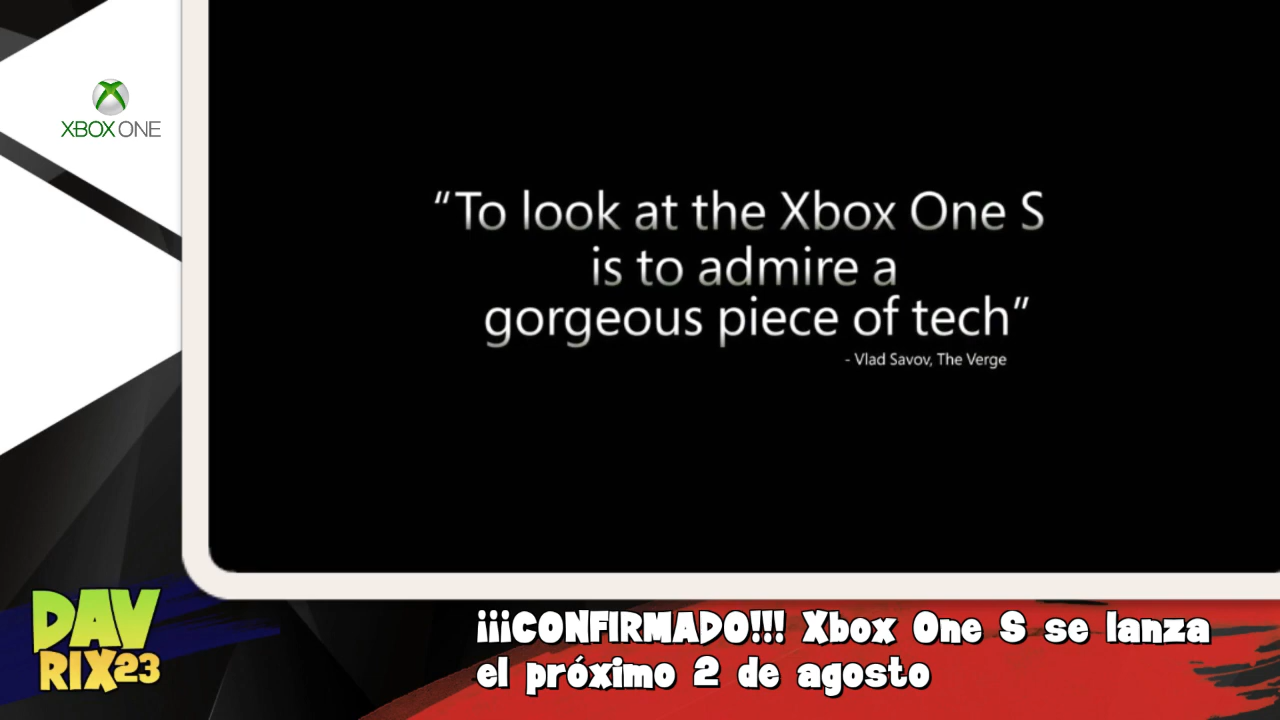 XBOX ONE
“To look at the Xbox One S
is to admire a
gorgeous piece of tech”
- Vlad Savov, The Verge
DAV
RIX23
¡¡¡CONFIRMADO!!! Xbox One S se lanza
el próximo 2 de agosto